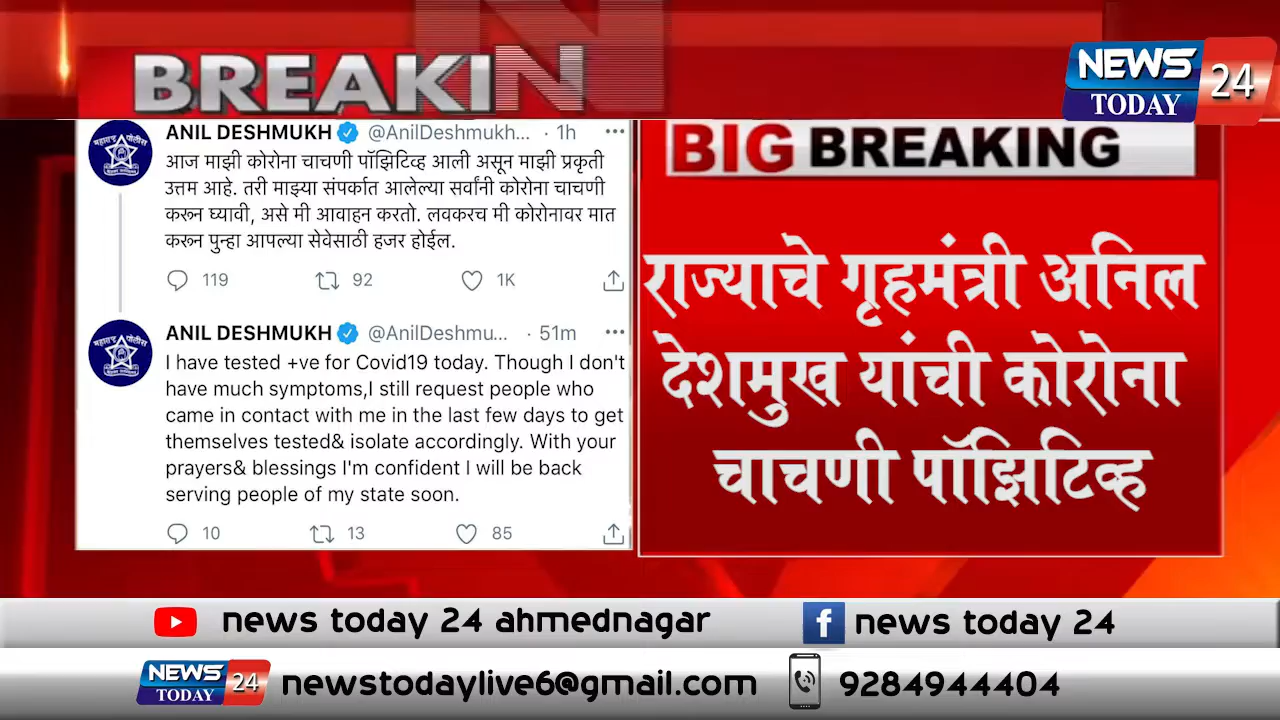 BREAKIN
NEWS
TODAY
24
ANIL DESHMUKH @AnilDeshmukh... · 1h ···
आज माझी कोरोना चाचणी पॉझिटिव्ह आली असून माझी प्रकृती
उत्तम आहे. तरी माझ्या संपर्कात आलेल्या सर्वांनी कोरोना चाचणी
करून घ्यावी, असे मी आवाहन करतो. लवकरच मी कोरोनावर मात
करून पुन्हा आपल्या सेवेसाठी हजर होईल.
119 92 1K
ANIL DESHMUKH @AnilDeshmu... · 51m ···
I have tested +ve for Covid19 today. Though I don't
have much symptoms,I still request people who
came in contact with me in the last few days to get
themselves tested& isolate accordingly. With your
prayers& blessings I'm confident I will be back
serving people of my state soon.
10 13 85
BIG BREAKING
राज्याचे गृहमंत्री अनिल
देशमुख यांची कोरोना
चाचणी पॉझिटिव्ह
news today 24 ahmednagar
news today 24
NEWS
TODAY
24
newstodaylive6@gmail.com
9284944404